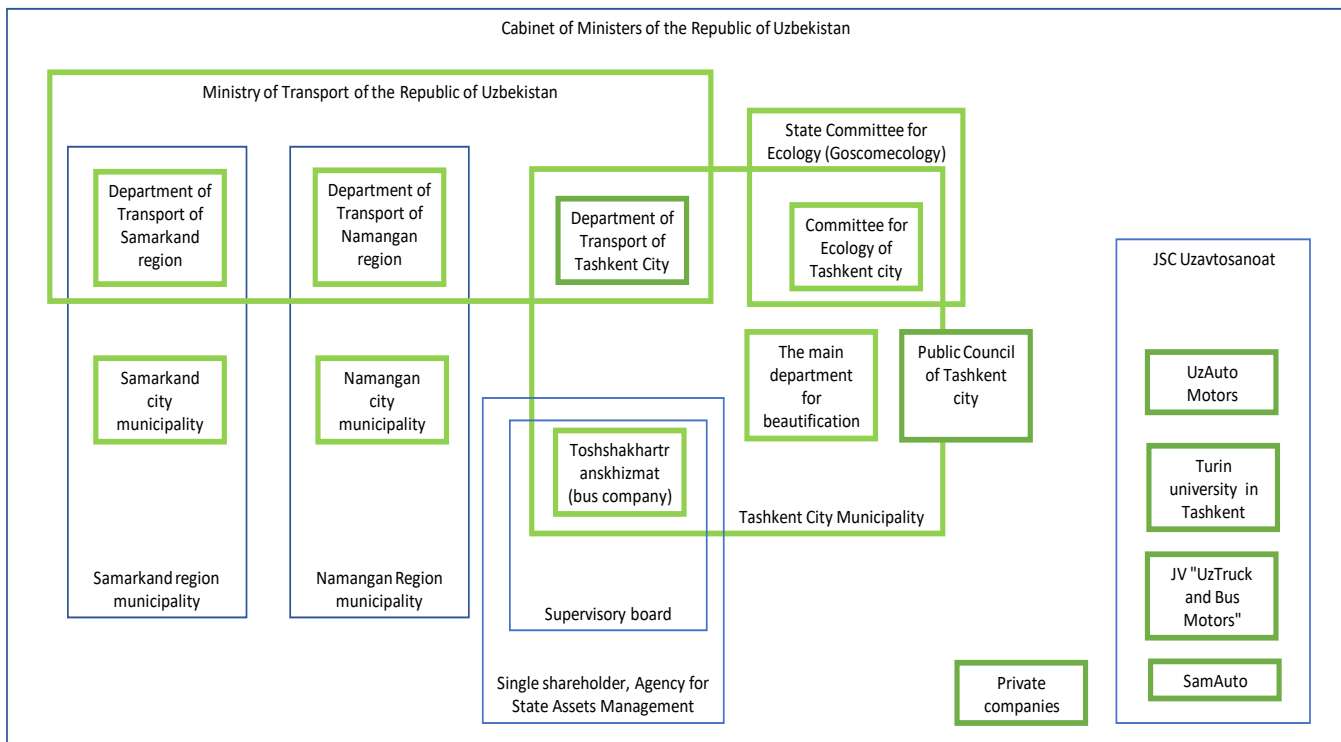 Cabinet of Ministers of the Republic of Uzbekistan
Ministry of Transport of the Republic of Uzbekistan
Department of
Transport of
Samarkand
region
Department of
Transport of
Namangan
region
Department of
Transport of
Tashkent City
State Committee for
Ecology (Goscomecology)
Committee for
Ecology of
Tashkent city
JSC Uzavtosanoat
Samarkand
city
municipality
Namangan
city
municipality
The main
department
for
beautification
Public Council
of Tashkent
city
UzAuto
Motors
Toshshakhartr
anskhizmat
(bus company)
Turin
university in
Tashkent
Tashkent City Municipality
Samarkand region
municipality
Namangan Region
municipality
Supervisory board
JV "UzTruck
and Bus
Motors"
Single shareholder, Agency for
State Assets Management
Private
companies
SamAuto